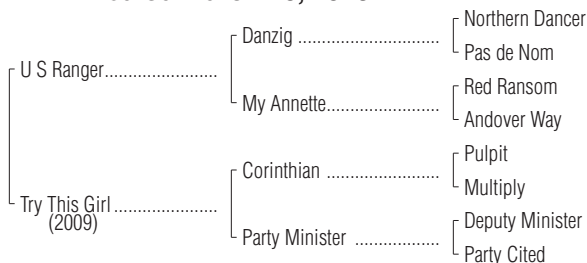 Northern Dancer
Danzig ........................................
Pas de Nom
U S Ranger................................
Red Ransom
My Annette................................
Andover Way
Pulpit
Corinthian ................................
Multiply
Try This Girl .............................
(2009)
Deputy Minister
Party Minister ........................
Party Cited